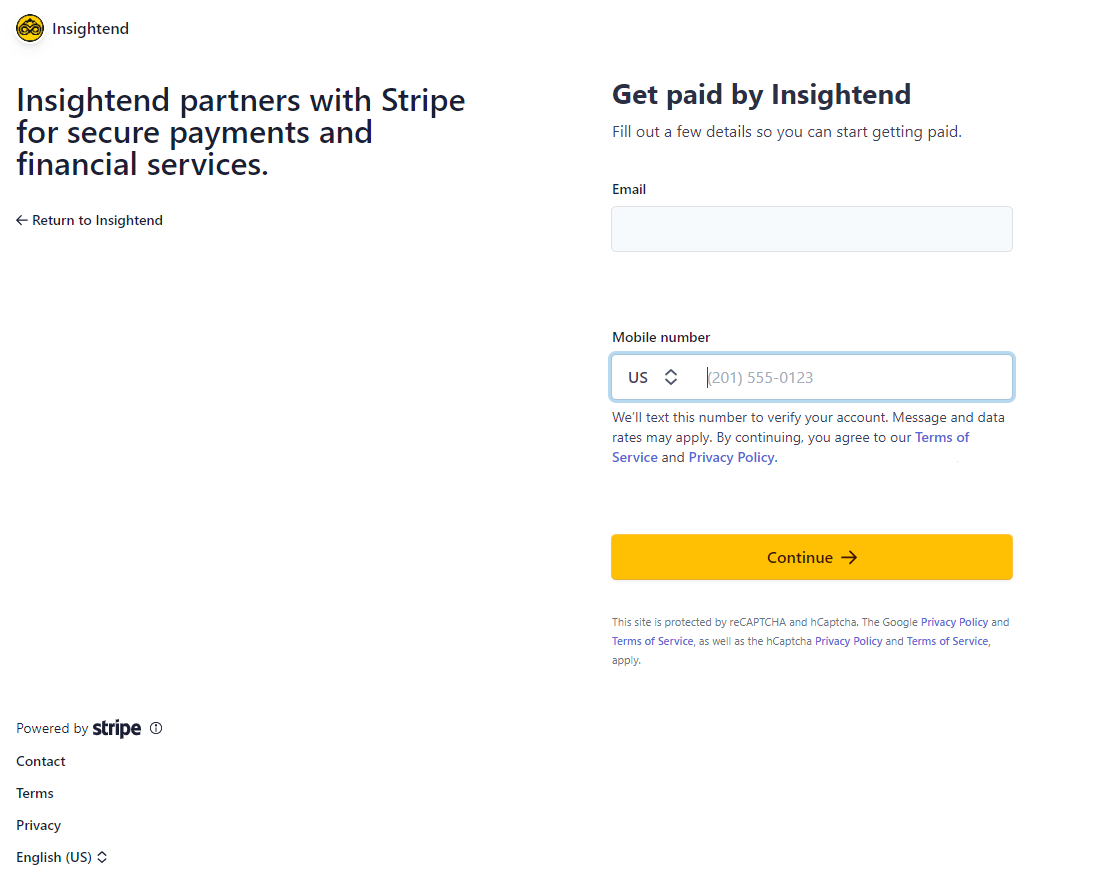 Insightend
Insightend partners with Stripe
for secure payments and
financial services.
Return to Insightend
Get paid by Insightend
Fill out a few details so you can start getting paid.
Email
Mobile number
US
(201) 555-0123
We'll text this number to verify your account. Message and data
rates may apply. By continuing, you agree to our Terms of
Service and Privacy Policy.
Continue
This site is protected by reCAPTCHA and hCaptcha. The Google Privacy Policy and
Terms of Service, as well as the hCaptcha Privacy Policy and Terms of Service,
apply.
Powered by stripe
Contact
Terms
Privacy
English (US)